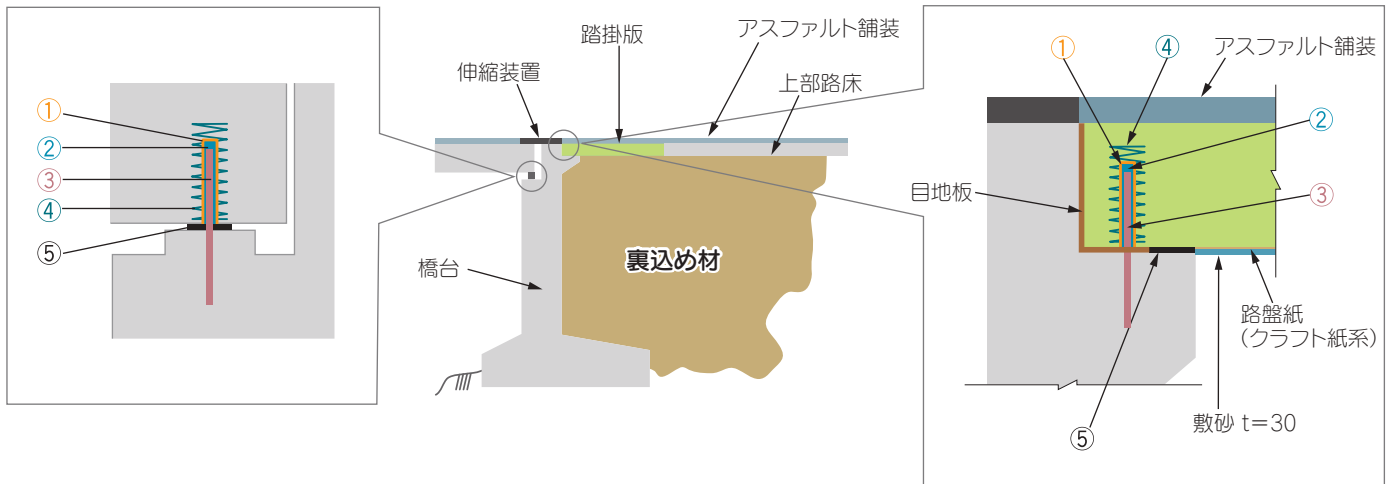 ①
②
③
④
⑤
踏掛版
アスファルト舗装
伸縮装置
上部路床
橋台
裏込め材
①
④
アスファルト舗装
②
目地板
③
路盤紙
(クラフト紙系)
⑤
敷砂 t=30